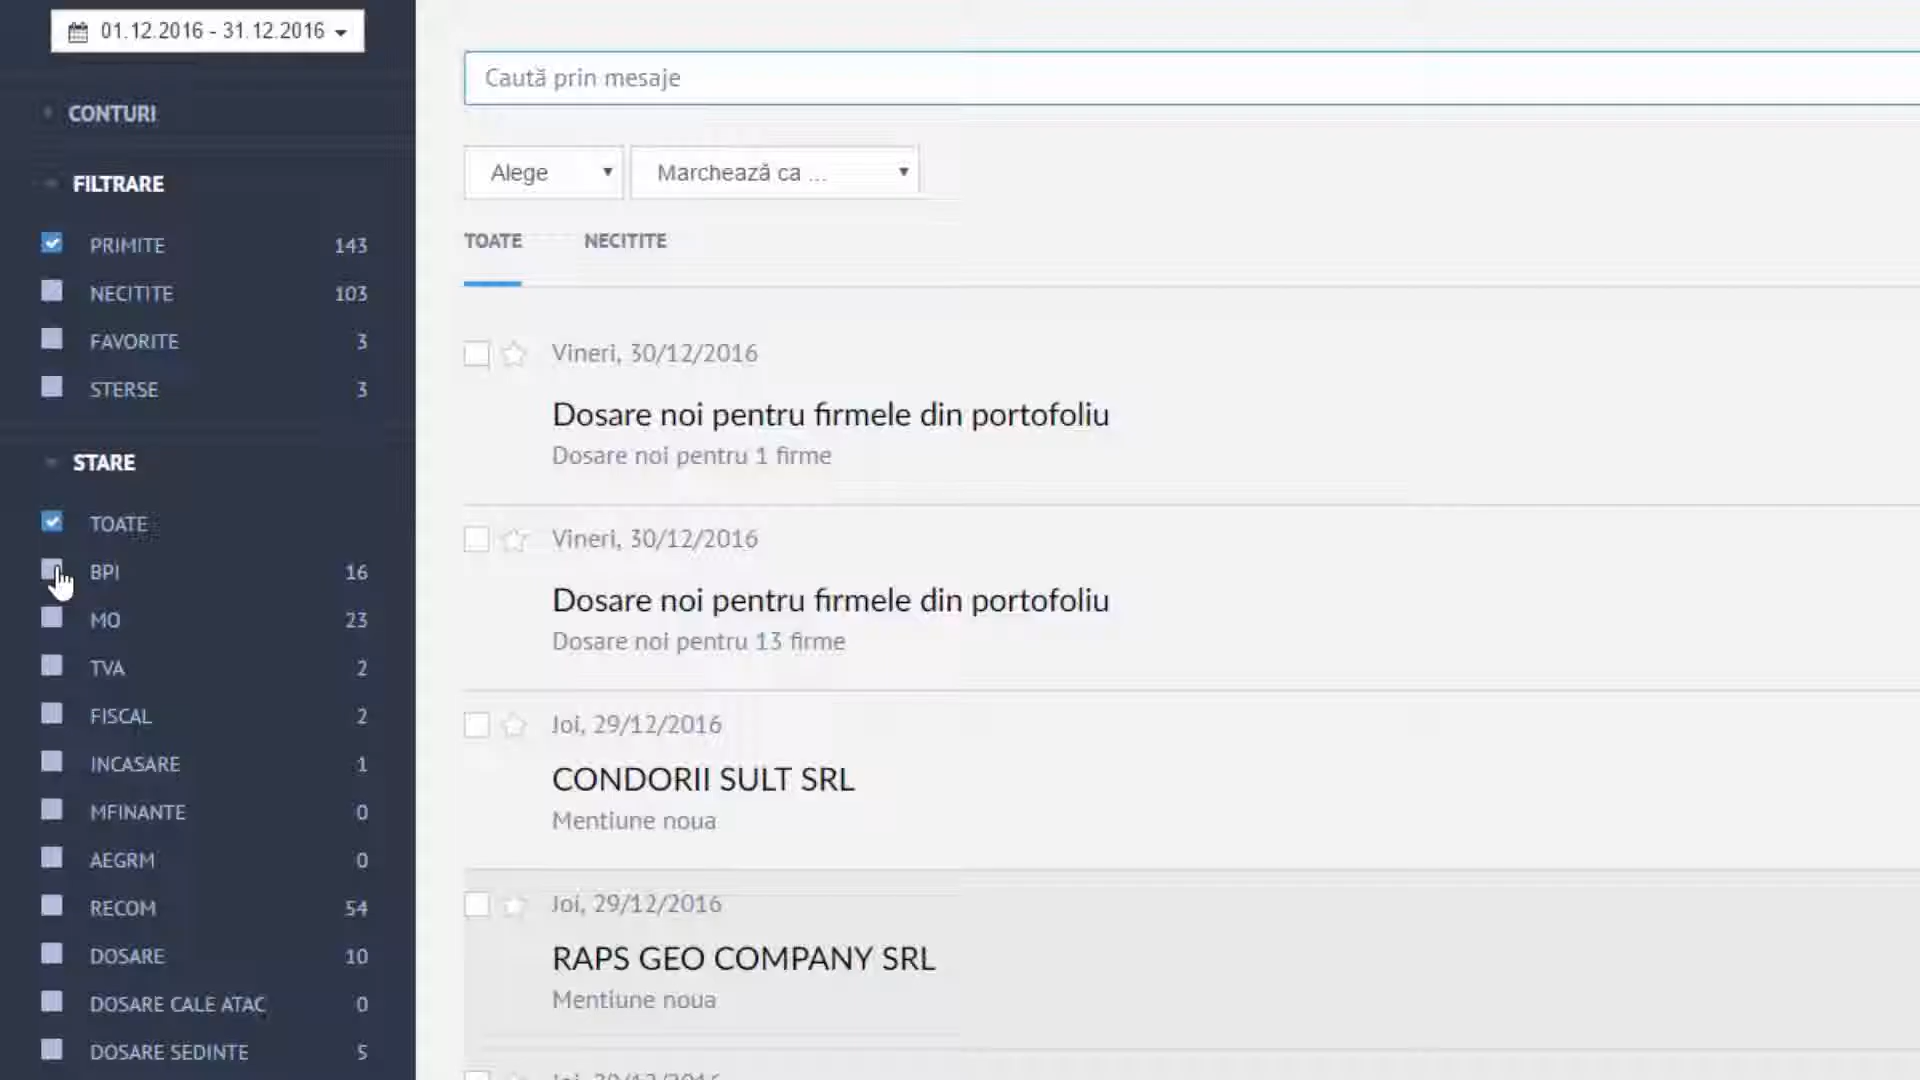 01.12.2016 - 31.12.2016
CONTURI
FILTRARE
PRIMITE 143
NECITITE 103
FAVORITE 3
STERSE 3
STARE
TOATE
BPI 16
MO 23
TVA 2
FISCAL 2
INCASARE 1
MFINANTE 0
AEGRM 0
RECOM 54
DOSARE 10
DOSARE CALE ATAC 0
DOSARE SEDINTE 5
Caută prin mesaje
Alege Marchează ca ...
TOATE NECITITE
Vineri, 30/12/2016
Dosare noi pentru firmele din portofoliu
Dosare noi pentru 1 firme
Vineri, 30/12/2016
Dosare noi pentru firmele din portofoliu
Dosare noi pentru 13 firme
Joi, 29/12/2016
CONDORII SULT SRL
Mentiune noua
Joi, 29/12/2016
RAPS GEO COMPANY SRL
Mentiune noua